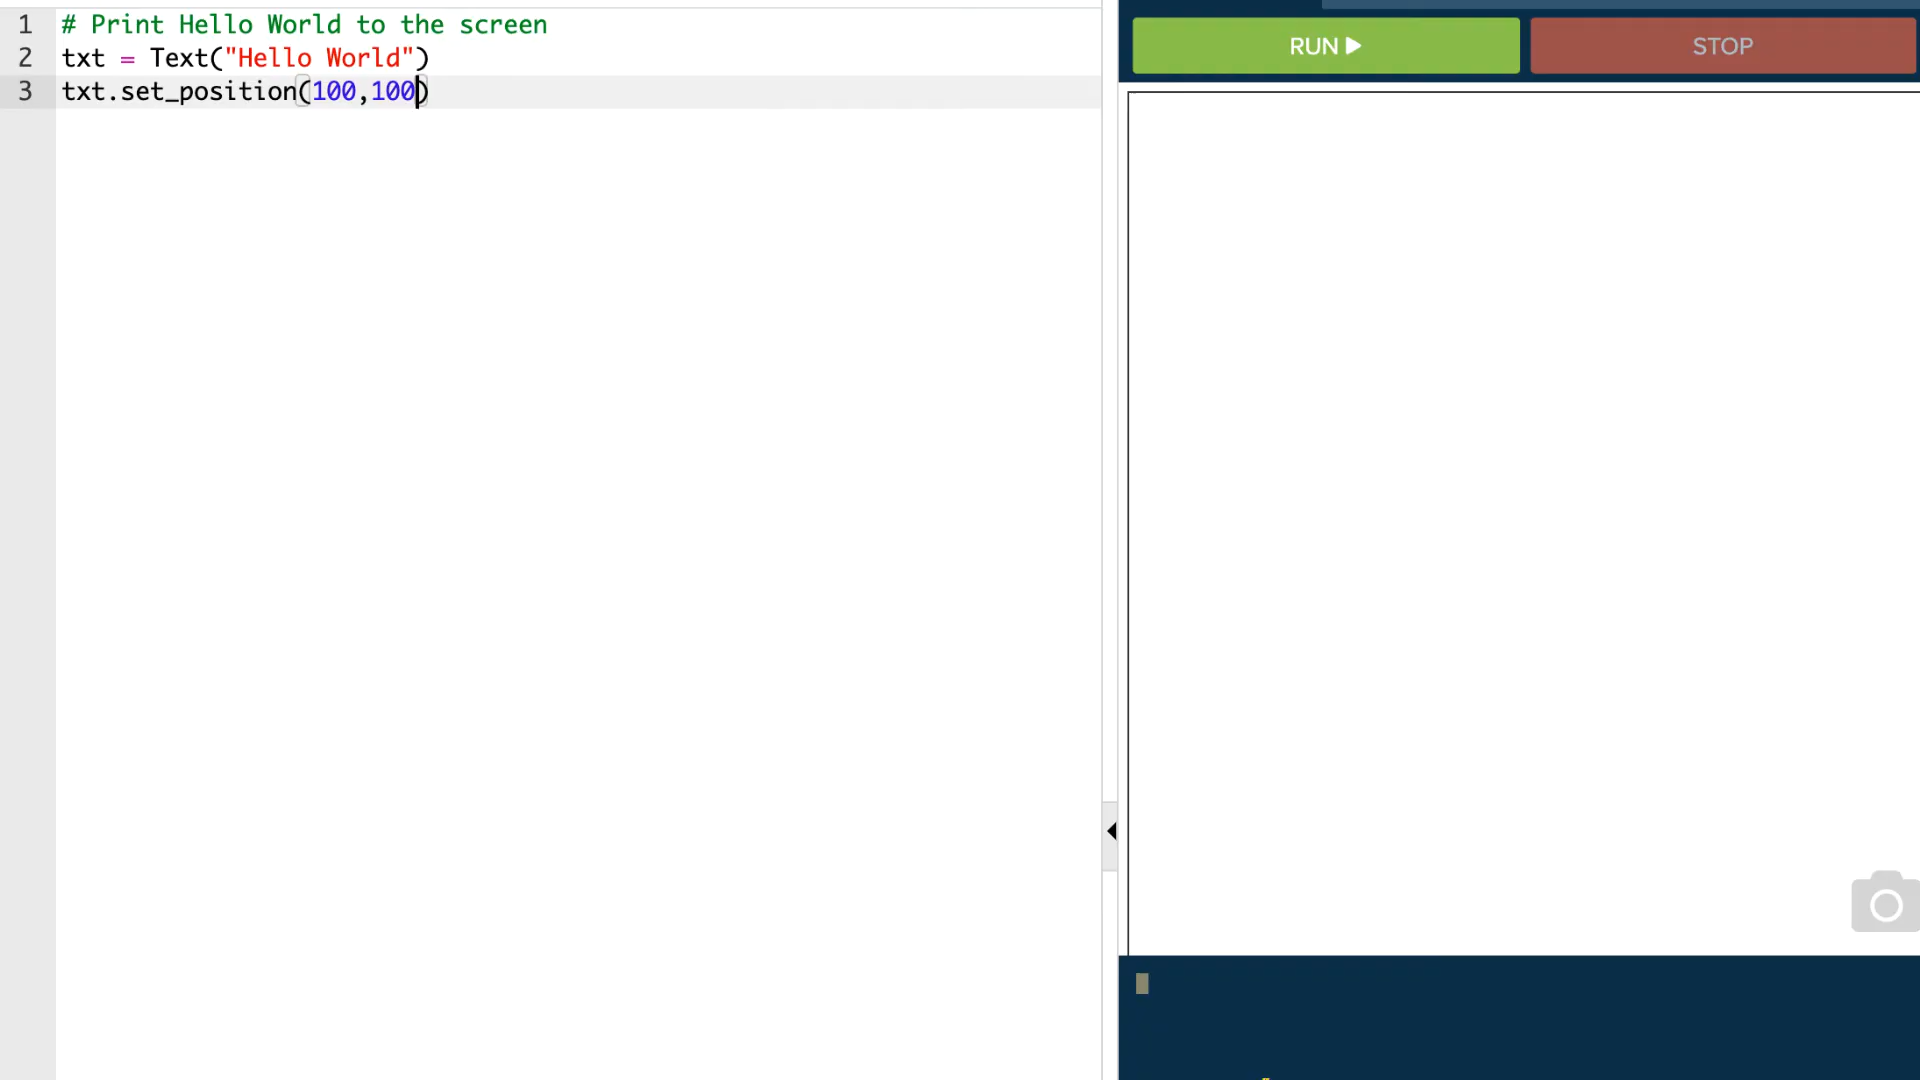 1 # Print Hello World to the screen
2 txt = Text("Hello World")
3 txt.set_position(100,100)
RUN
STOP